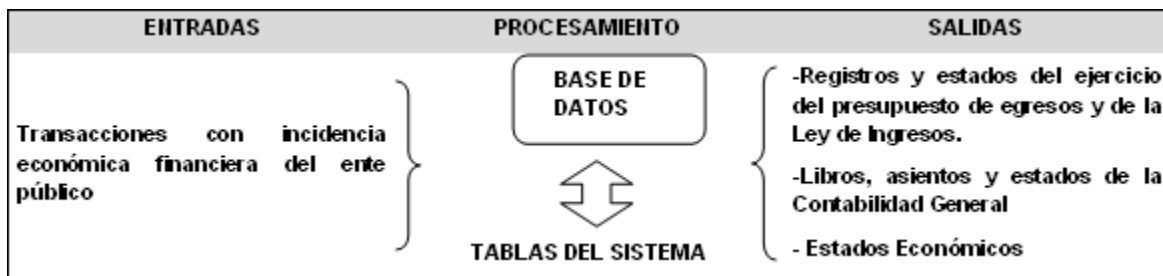 ENTRADAS
PROCESAMIENTO
SALIDAS
Transacciones con incidencia
económica financiera del ente
público
BASE DE
DATOS
TABLAS DEL SISTEMA
-Registros y estados del ejercicio
del presupuesto de egresos y de la
Ley de Ingresos.
-Libros, asientos y estados de la
Contabilidad General
- Estados Económicos